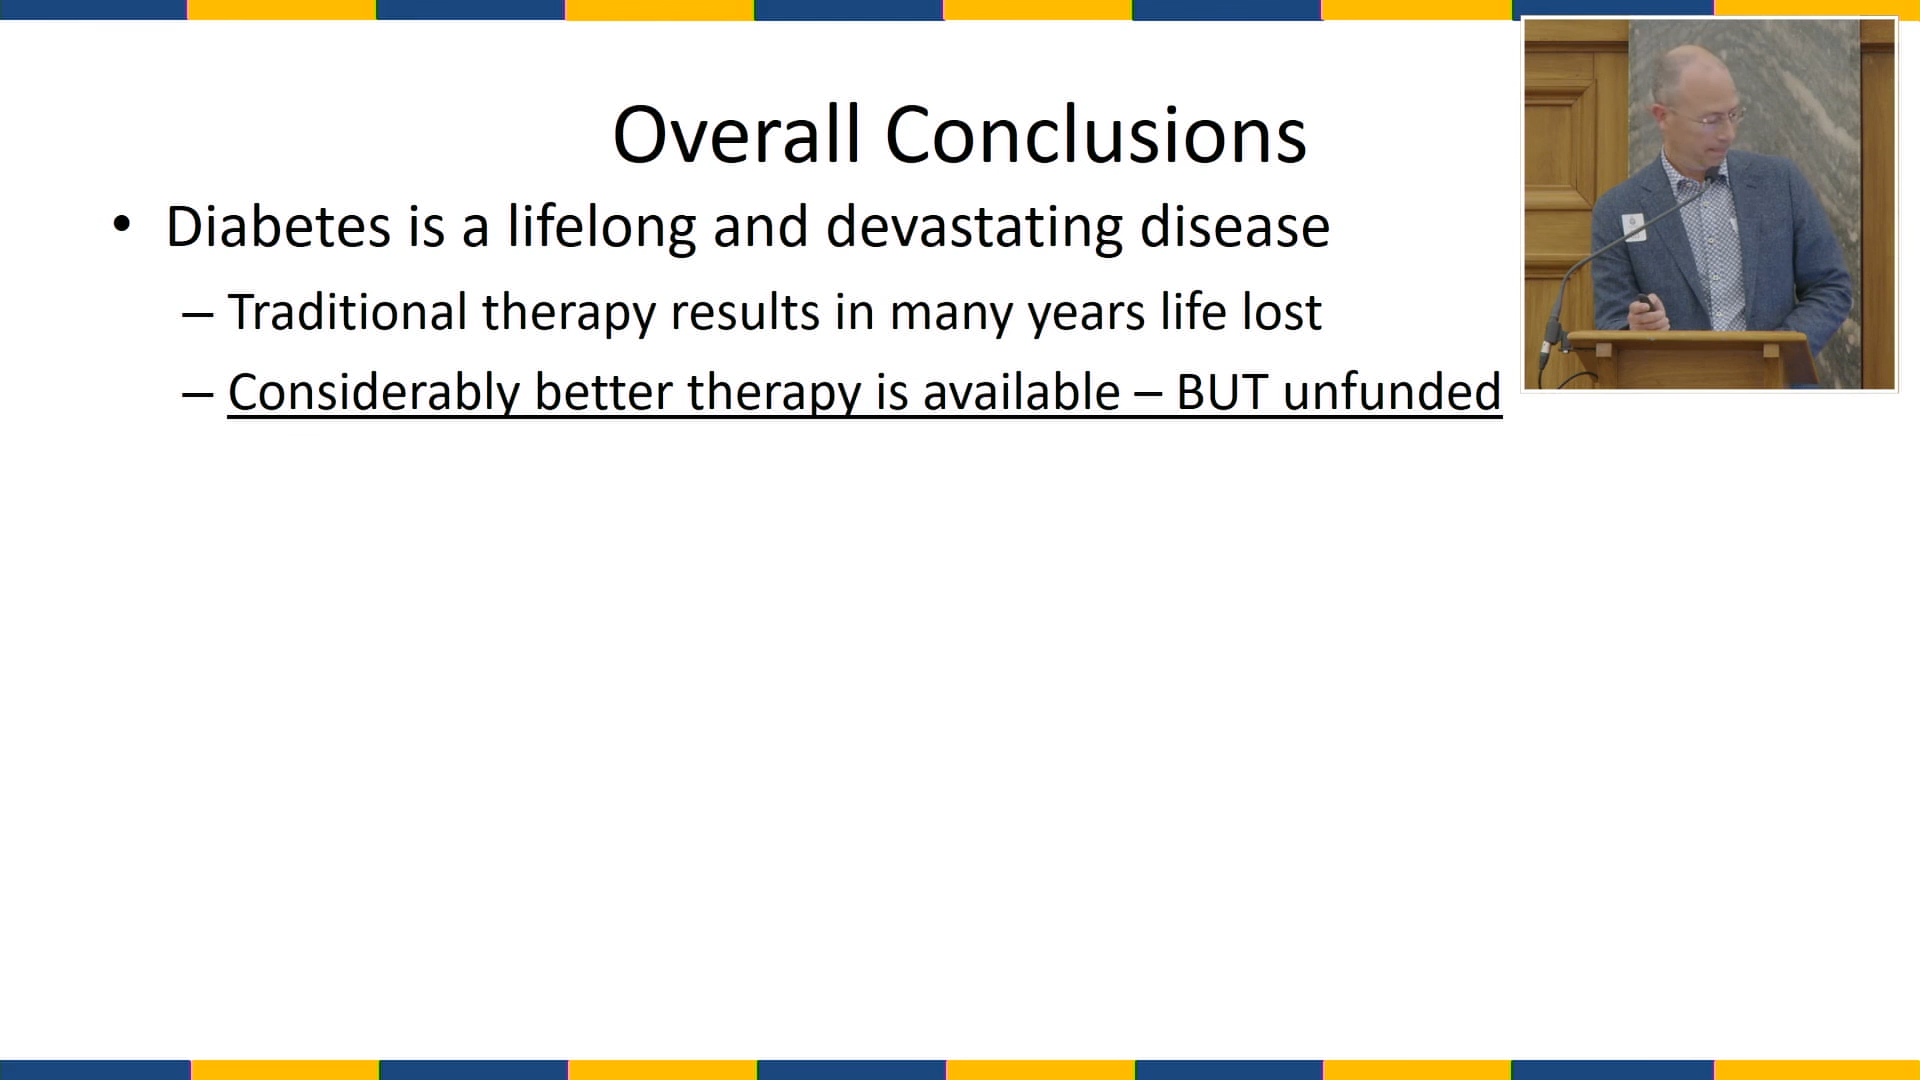 Overall Conclusions
• Diabetes is a lifelong and devastating disease
– Traditional therapy results in many years life lost
– Considerably better therapy is available – BUT unfunded